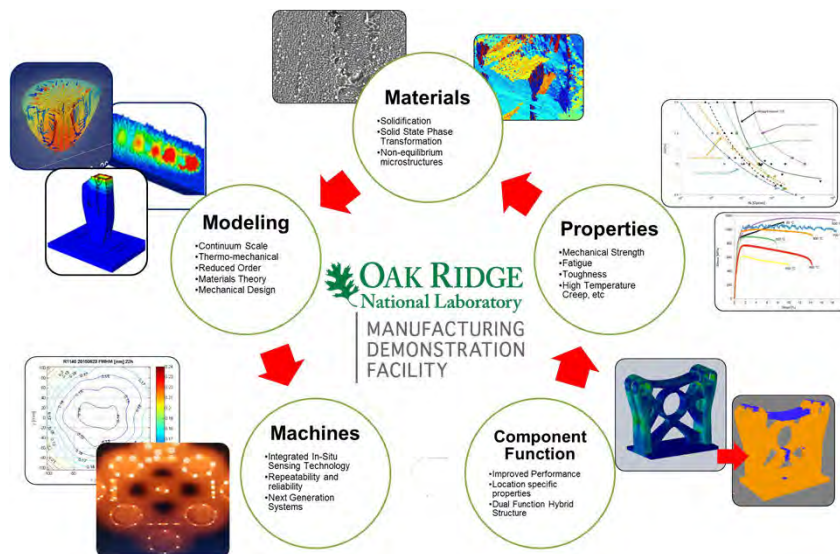 Materials
•Solidification
•Solid State Phase
Transformation
•Non-equilibrium
microstructures
Modeling
•Continuum Scale
•Thermo-mechanical
•Reduced Order
•Materials Theory
•Mechanical Design
Properties
•Mechanical Strength
•Fatigue
•Toughness
•High Temperature
Creep, etc
OAK RIDGE
National Laboratory
MANUFACTURING
DEMONSTRATION
FACILITY
Machines
•Integrated In-Situ
Sensing Technology
•Repeatability and
reliability
•Next Generation
Systems
Component
Function
•Improved Performance
•Location specific
properties
•Dual Function Hybrid
Structure